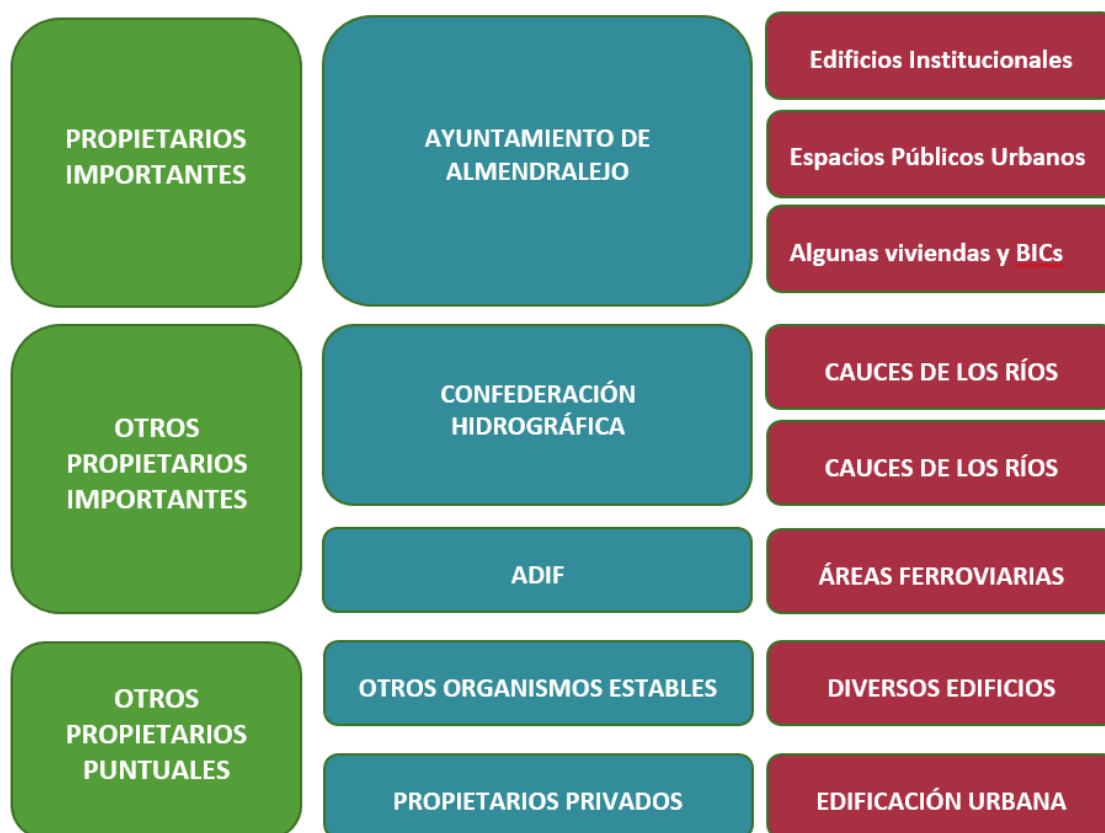 PROPIETARIOS
IMPORTANTES
AYUNTAMIENTO DE
ALMENDRALEJO
Edificios Institucionales
Espacios Públicos Urbanos
Algunas viviendas y BICs
OTROS
PROPIETARIOS
IMPORTANTES
CONFEDERACIÓN
HIDROGRÁFICA
CAUCES DE LOS RÍOS
CAUCES DE LOS RÍOS
ADIF
ÁREAS FERROVIARIAS
OTROS
PROPIETARIOS
PUNTUALES
OTROS ORGANISMOS ESTABLES
DIVERSOS EDIFICIOS
PROPIETARIOS PRIVADOS
EDIFICACIÓN URBANA